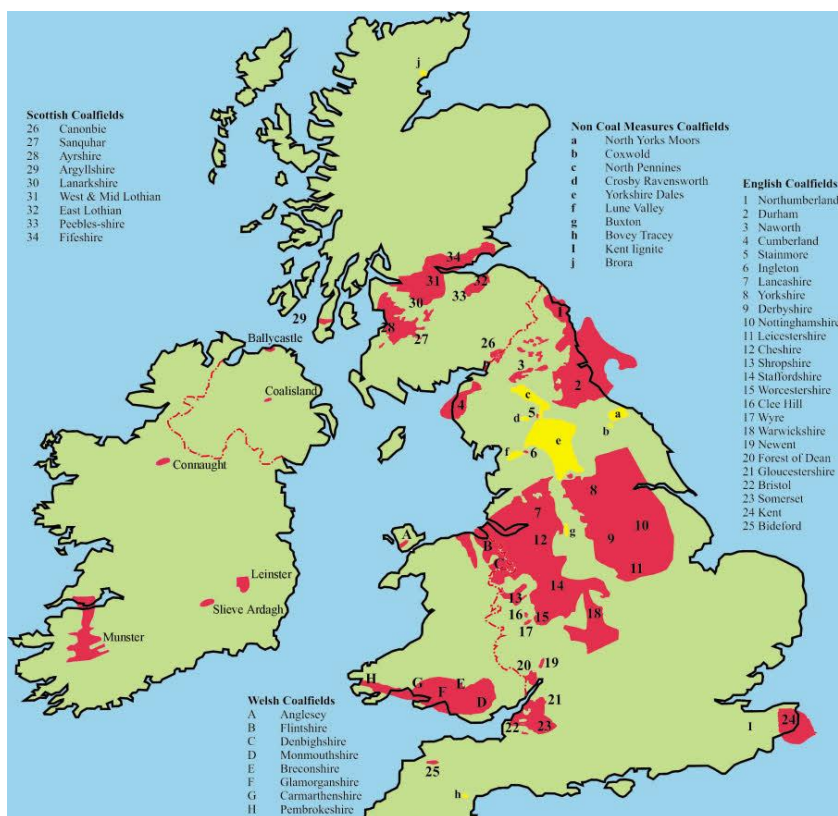 Scottish Coalfields
26 Canonbie
27 Sanquhar
28 Ayrshire
29 Argyllshire
30 Lanarkshire
31 West & Mid Lothian
32 East Lothian
33 Peebles-shire
34 Fifeshire
Non Coal Measures Coalfields
a North Yorks Moors
b Coxwold
c North Pennines
d Crosby Ravensworth
e Yorkshire Dales
f Lune Valley
g Buxton
h Bovey Tracey
I Kent lignite
j Brora
English Coalfields
1 Northumberland
2 Durham
3 Naworth
4 Cumberland
5 Stainmore
6 Ingleton
7 Lancashire
8 Yorkshire
9 Derbyshire
10 Nottinghamshire
11 Leicestershire
12 Cheshire
13 Shropshire
14 Staffordshire
15 Worcestershire
16 Clee Hill
17 Wyre
18 Warwickshire
19 Newent
20 Forest of Dean
21 Gloucestershire
22 Bristol
23 Somerset
24 Kent
25 Bideford
Welsh Coalfields
A Anglesey
B Flintshire
C Denbighshire
D Monmouthshire
E Breconshire
F Glamorganshire
G Carmarthenshire
H Pembrokeshire
j
34
31
32
33
30
29
28
27
26
1
3
2
4
c
d
5
a
b
e
f
6
Ballycastle
Coalisland
Connaught
Leinster
Slieve Ardagh
Munster
7
8
g
12
9
10
11
A
B
C
13
14
16
15
17
18
19
20
H
G
E
F
D
21
22
23
24
I
25
h